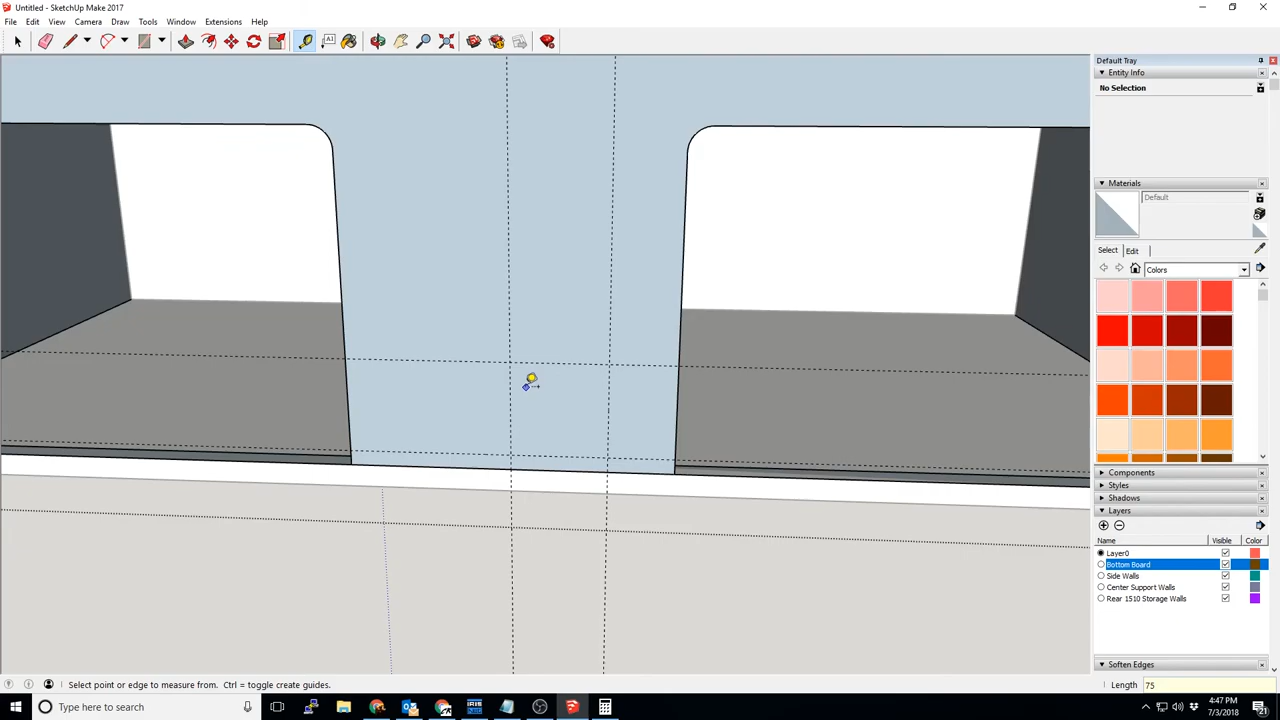 Untitled - SketchUp Make 2017
File Edit View Camera Draw Tools Window Extensions Help
Default Tray
Entity Info
No Selection
Materials
Default
Select Edit
Colors
Components
Styles
Shadows
Layers
Name Visible Color
Layer0
Bottom Board
Side Walls
Center Support Walls
Rear 1510 Storage Walls
Soften Edges
Select point or edge to measure from. Ctrl = toggle create guides.
Length 75
Type here to search
4:47 PM
7/3/2018
21